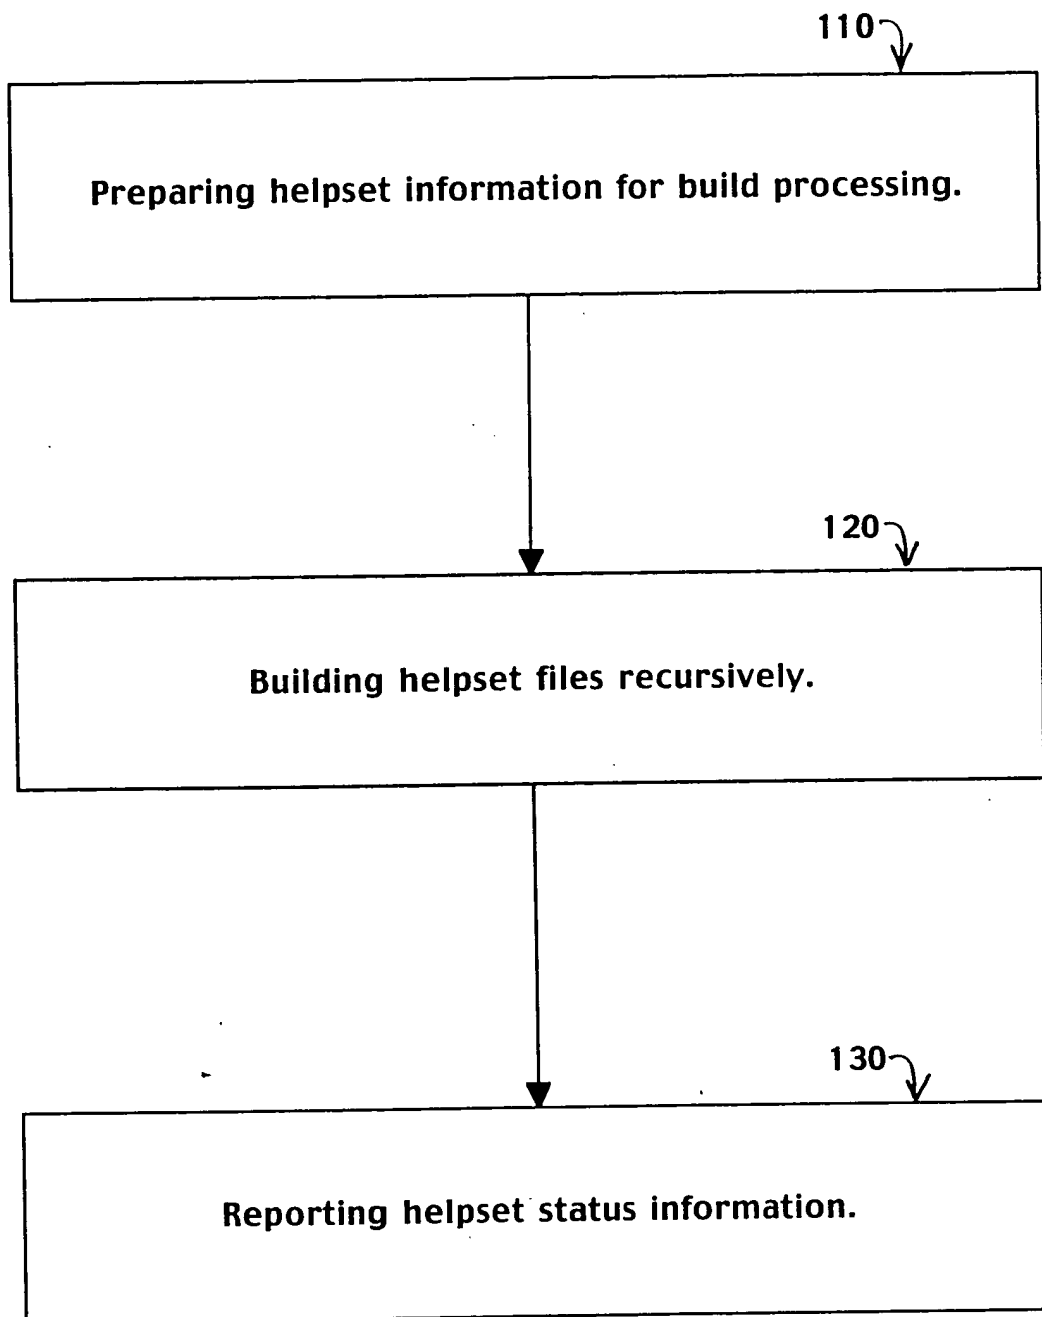 110
Preparing helpset information for build processing.
120
Building helpset files recursively.
130
Reporting helpset status information.